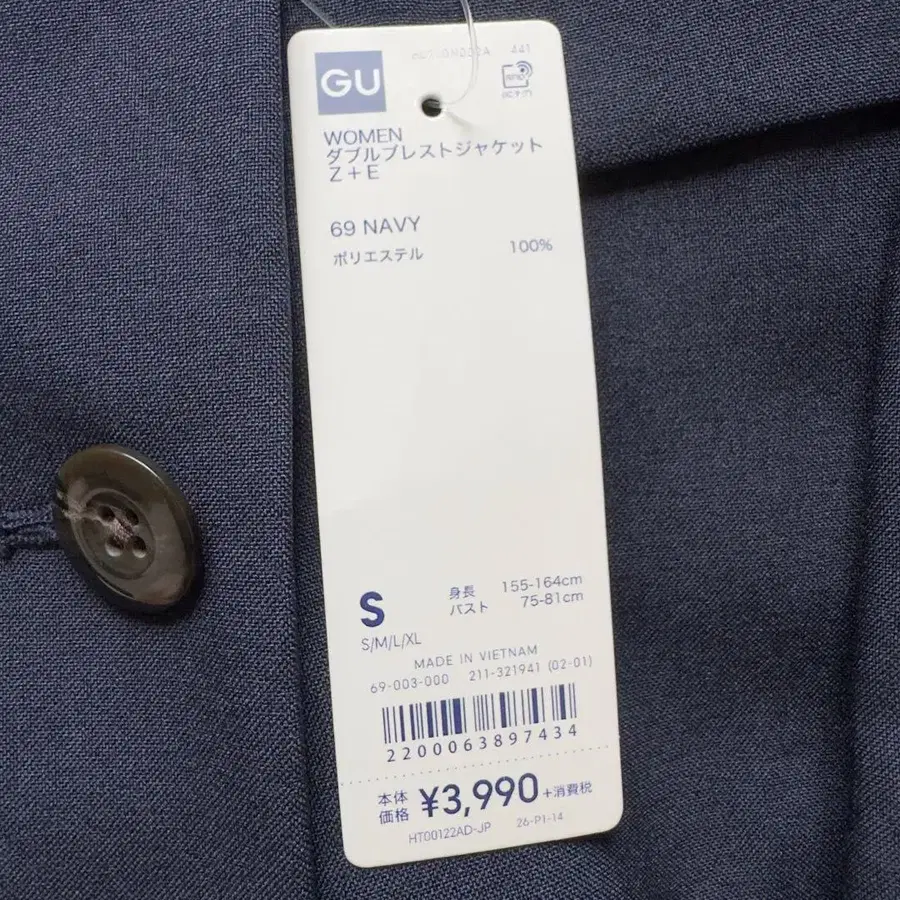 GU
441
WOMEN
ダブルブレストジャケット
Z+E
69 NAVY
ポリエステル 100%
S 身長 155-164cm
バスト 75-81cm
S/M/L/XL
MADE IN VIETNAM
69-003-000 211-321941 (02-01)
2200063897434
本体価格 ¥3,990 +消費税
HT00122AD-JP 26-P1-14